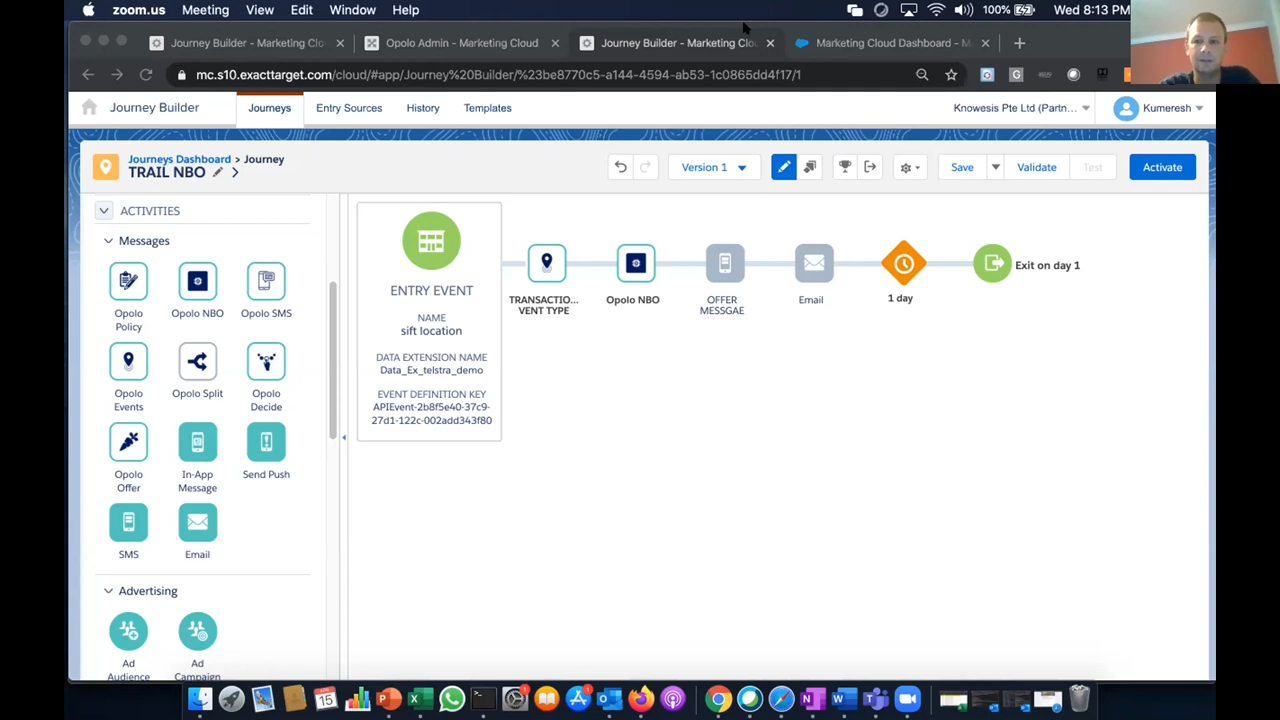 zoom.us Meeting View Edit Window Help
100% Wed 8:13 PM
Journey Builder - Marketing Clo
Opolo Admin - Marketing Cloud
Journey Builder - Marketing Clou
Marketing Cloud Dashboard - M
mc.s10.exacttarget.com/cloud/#app/Journey%20Builder/%23be8770c5-a144-4594-ab53-1c0865dd4f17/1
Journey Builder
Journeys
Entry Sources
History
Templates
Knowesis Pte Ltd (Partn...
Kumeresh
Journeys Dashboard > Journey
TRAIL NBO
Version 1
Save
Validate
Test
Activate
ACTIVITIES
Messages
Opolo
Policy
Opolo NBO
Opolo SMS
Opolo
Events
Opolo Split
Opolo
Decide
Opolo
Offer
In-App
Message
Send Push
SMS
Email
Advertising
Ad
Audience
Ad
Campaign
ENTRY EVENT
NAME
sift location
DATA EXTENSION NAME
Data_Ex_telstra_demo
EVENT DEFINITION KEY
APIEvent-2b8f5e40-37c9-
27d1-122c-002add343f80
TRANSACTIO...
VENT TYPE
Opolo NBO
OFFER
MESSGAE
Email
1 day
Exit on day 1
APR
15